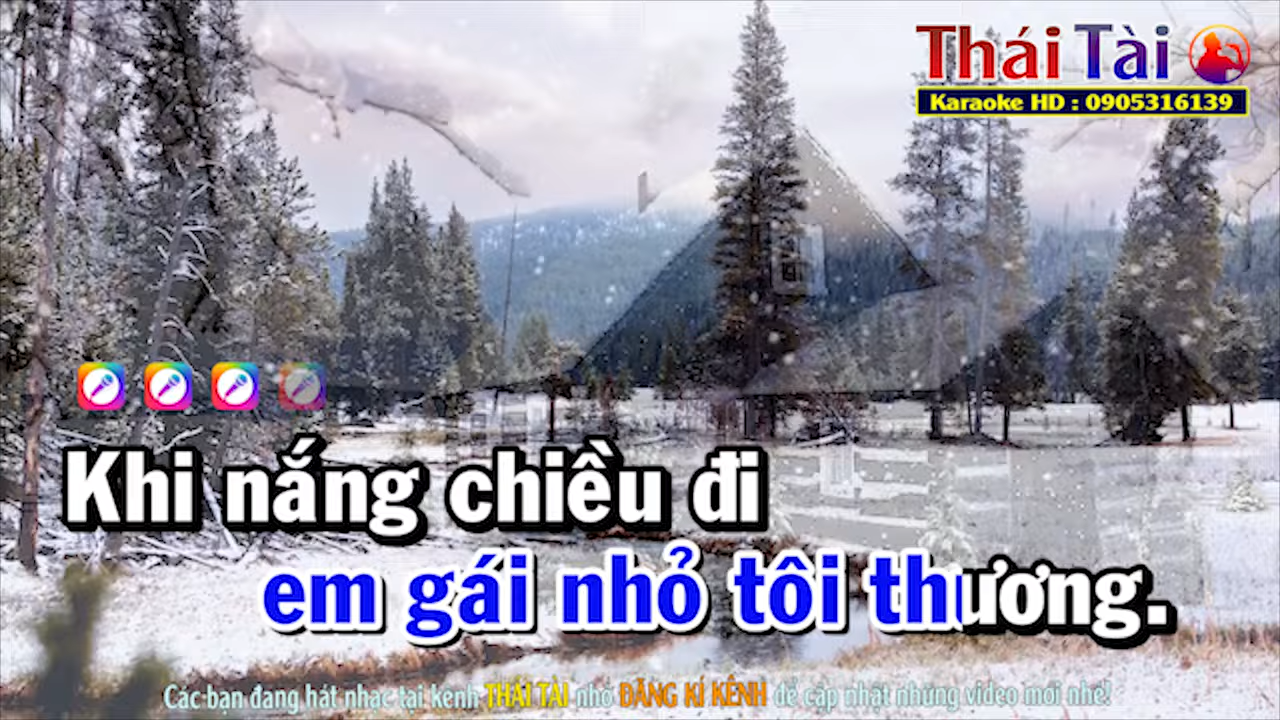 Thái Tài
Karaoke HD : 0905316139
Khi nắng chiều đi
em gái nhỏ tôi thương.
Các bạn đang hát nhạc tại kênh THÁI TÀI nhớ ĐĂNG KÍ KÊNH để cập nhật những video mới nhé!